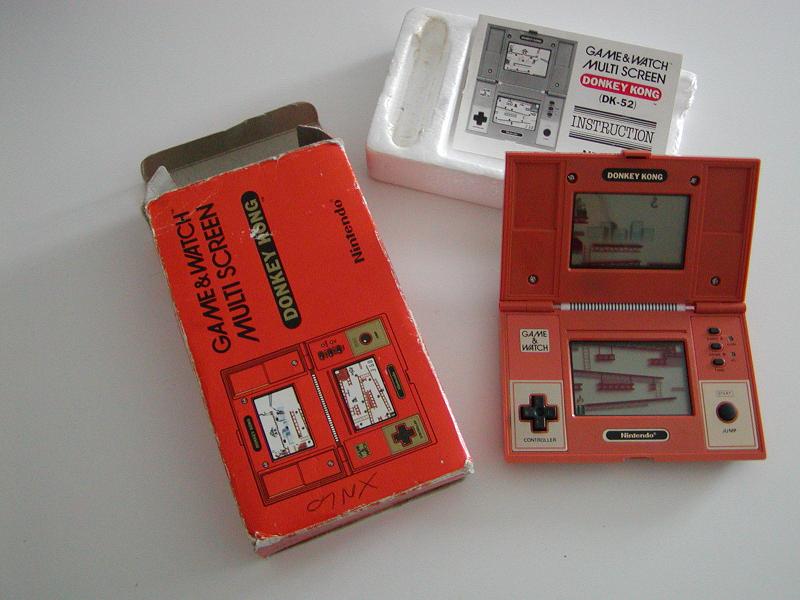 GAME & WATCH
MULTI SCREEN
DONKEY KONG
Nintendo
GAME & WATCH
MULTI SCREEN
DONKEY KONG
(DK-52)
INSTRUCTION
DONKEY KONG
GAME &
WATCH
CONTROLLER
Nintendo
START
JUMP